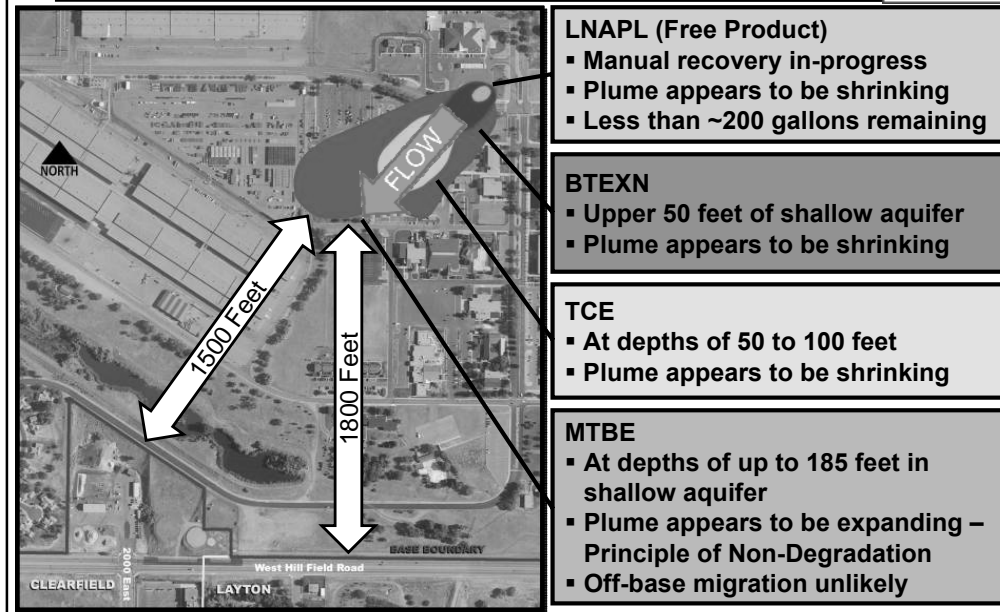 NORTH
FLOW
1500 Feet
1800 Feet
BASE BOUNDARY
West Hill Field Road
2000 East
CLEARFIELD
LAYTON
LNAPL (Free Product)
▪ Manual recovery in-progress
▪ Plume appears to be shrinking
▪ Less than ~200 gallons remaining
BTEXN
▪ Upper 50 feet of shallow aquifer
▪ Plume appears to be shrinking
TCE
▪ At depths of 50 to 100 feet
▪ Plume appears to be shrinking
MTBE
▪ At depths of up to 185 feet in
shallow aquifer
▪ Plume appears to be expanding –
Principle of Non-Degradation
▪ Off-base migration unlikely